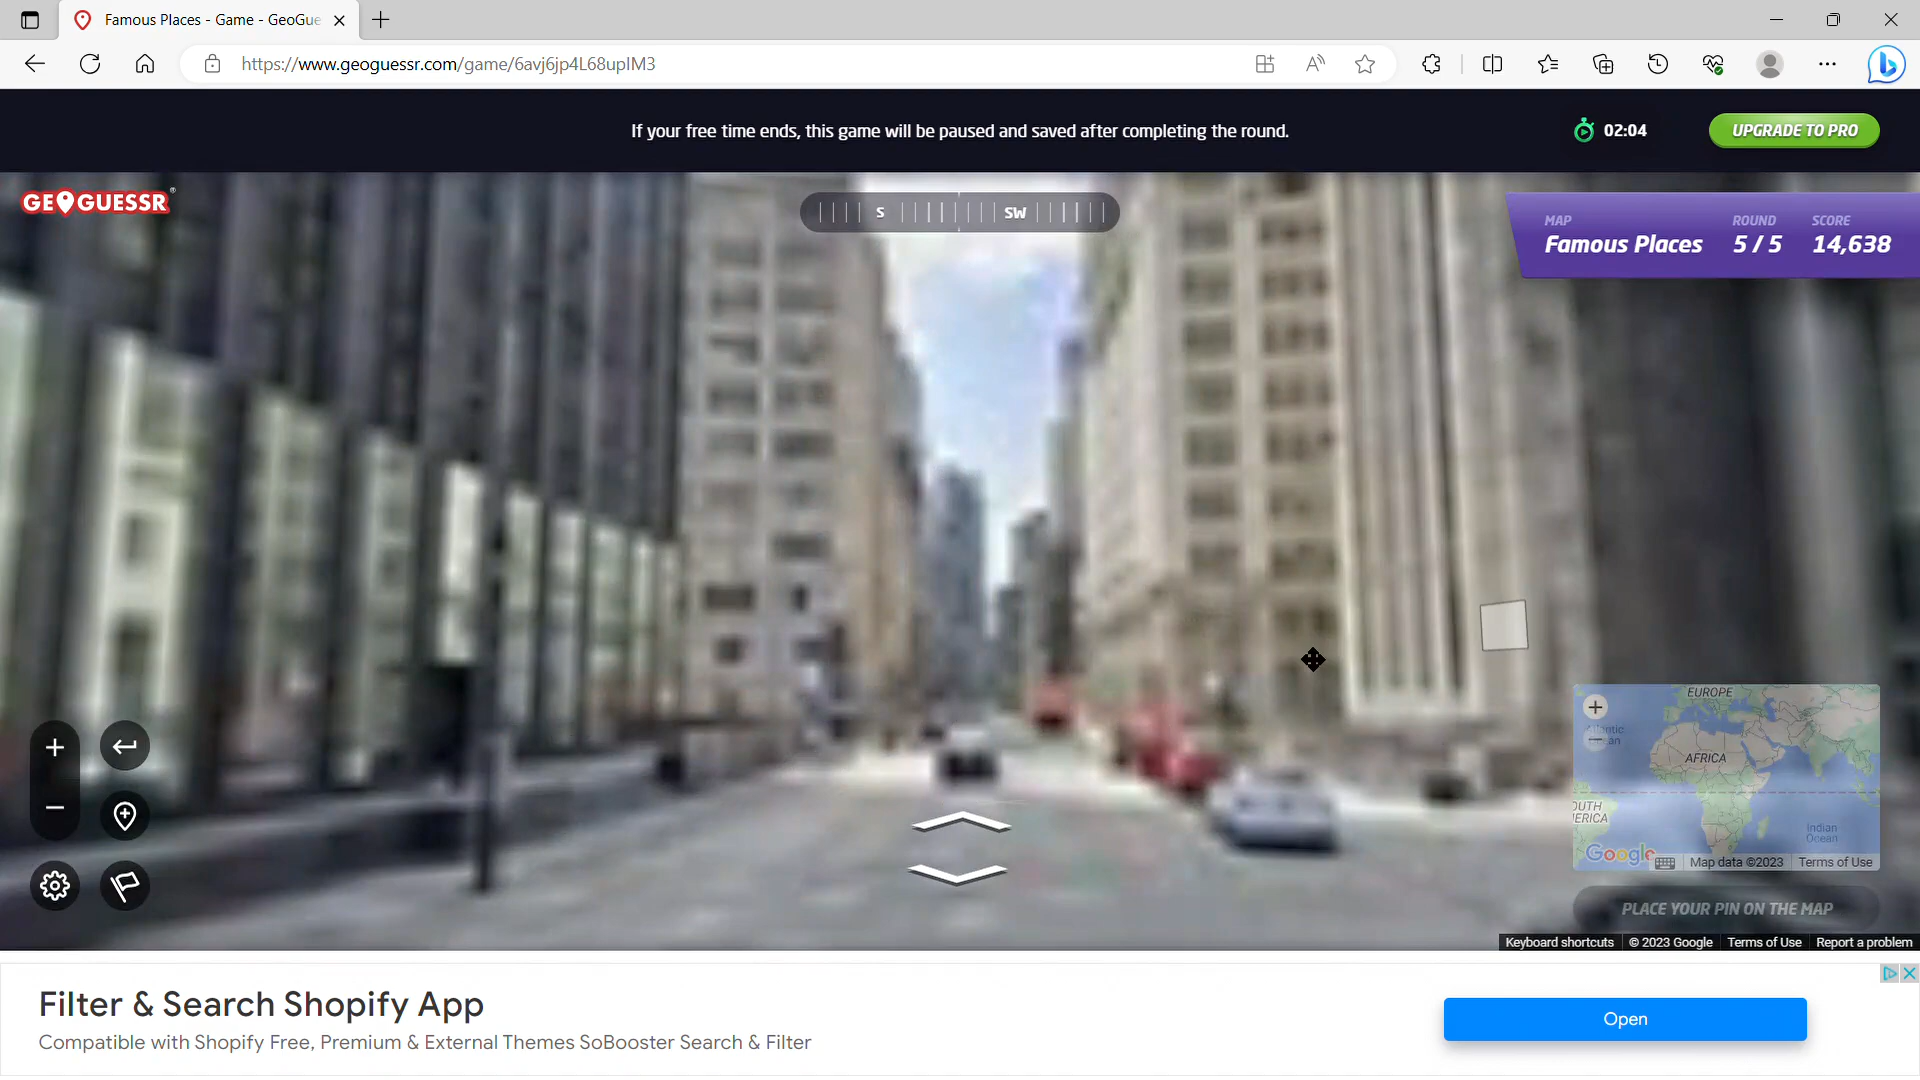 Famous Places - Game - GeoGue
https://www.geoguessr.com/game/6avj6jp4L68upIM3
If your free time ends, this game will be paused and saved after completing the round.
02:04
UPGRADE TO PRO
GEOGUESSR
S
SW
MAP
Famous Places
ROUND
5 / 5
SCORE
14,638
EUROPE
AFRICA
Indian
Ocean
Google
Map data ©2023
Terms of Use
PLACE YOUR PIN ON THE MAP
Keyboard shortcuts
© 2023 Google
Terms of Use
Report a problem
Filter & Search Shopify App
Compatible with Shopify Free, Premium & External Themes SoBooster Search & Filter
Open